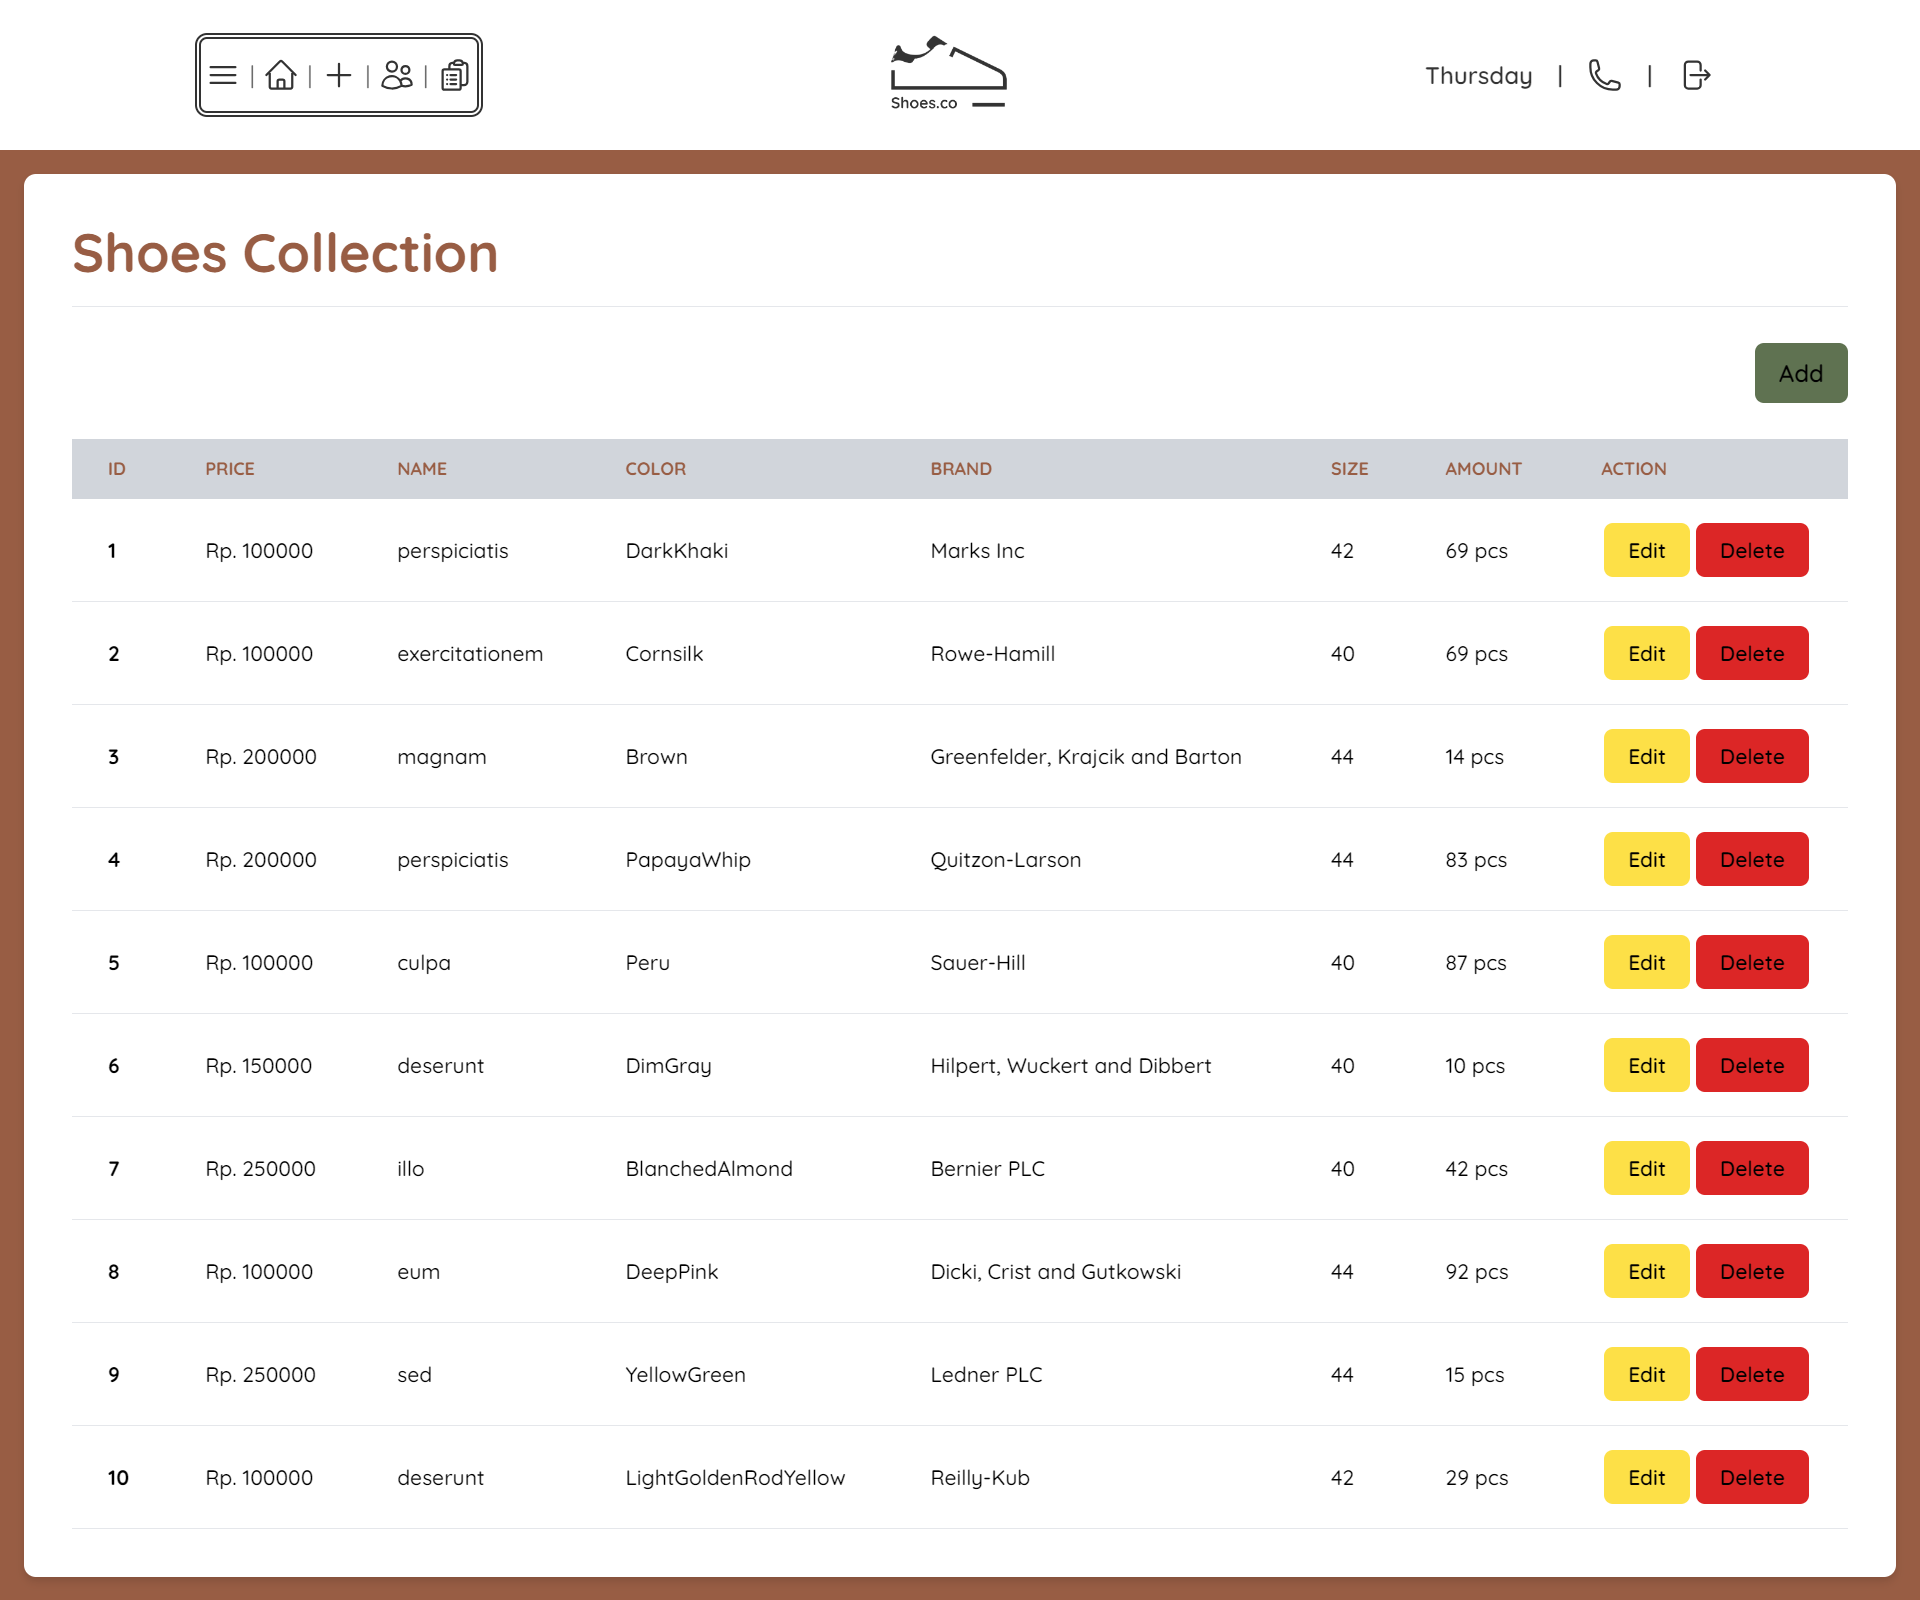 Shoes.co
Thursday | |
Shoes Collection
Add
ID PRICE NAME COLOR BRAND SIZE AMOUNT ACTION
1 Rp. 100000 perspiciatis DarkKhaki Marks Inc 42 69 pcs Edit Delete
2 Rp. 100000 exercitationem Cornsilk Rowe-Hamill 40 69 pcs Edit Delete
3 Rp. 200000 magnam Brown Greenfelder, Krajcik and Barton 44 14 pcs Edit Delete
4 Rp. 200000 perspiciatis PapayaWhip Quitzon-Larson 44 83 pcs Edit Delete
5 Rp. 100000 culpa Peru Sauer-Hill 40 87 pcs Edit Delete
6 Rp. 150000 deserunt DimGray Hilpert, Wuckert and Dibbert 40 10 pcs Edit Delete
7 Rp. 250000 illo BlanchedAlmond Bernier PLC 40 42 pcs Edit Delete
8 Rp. 100000 eum DeepPink Dicki, Crist and Gutkowski 44 92 pcs Edit Delete
9 Rp. 250000 sed YellowGreen Ledner PLC 44 15 pcs Edit Delete
10 Rp. 100000 deserunt LightGoldenRodYellow Reilly-Kub 42 29 pcs Edit Delete